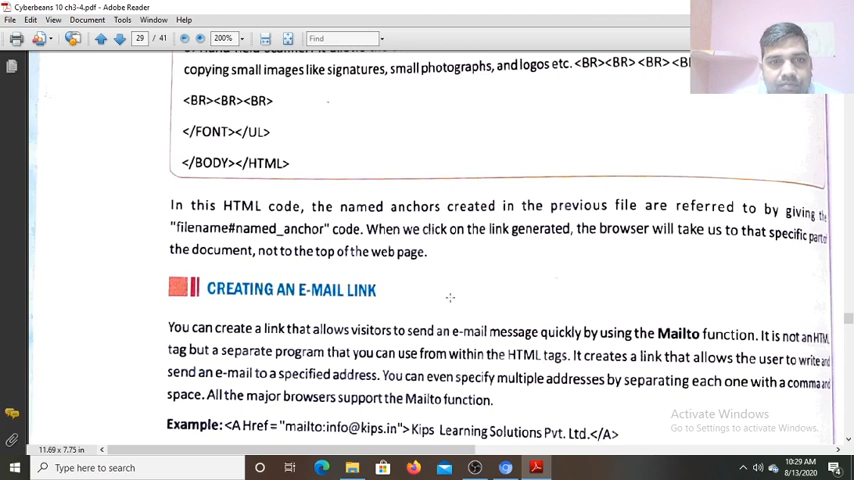 Cyberbeans 10 ch3-4.pdf - Adobe Reader
File Edit View Document Tools Window Help
29 / 41 200% Find
copying small images like signatures, small photographs, and logos etc. <BR><BR> <BR>
<BR><BR><BR>
</FONT></UL>
</BODY></HTML>
In this HTML code, the named anchors created in the previous file are referred to by giving the
"filename#named_anchor" code. When we click on the link generated, the browser will take us to that specific part of
the document, not to the top of the web page.
CREATING AN E-MAIL LINK
You can create a link that allows visitors to send an e-mail message quickly by using the Mailto function. It is not an HTML
tag but a separate program that you can use from within the HTML tags. It creates a link that allows the user to write and
send an e-mail to a specified address. You can even specify multiple addresses by separating each one with a comma and
space. All the major browsers support the Mailto function.
Example: <A Href = "mailto:info@kips.in"> Kips Learning Solutions Pvt. Ltd.</A>
Activate Windows
Go to Settings to activate Windows.
11.69 x 7.75 in
Type here to search
10:29 AM
8/13/2020
4